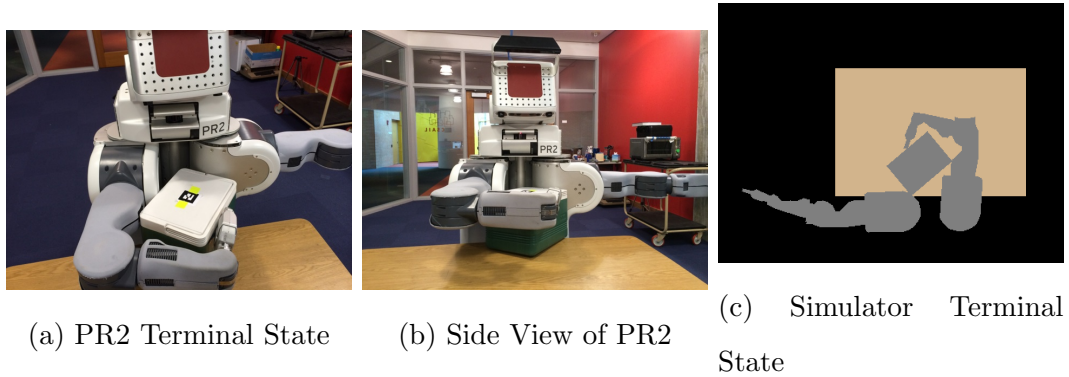 PR2
PR2
(a) PR2 Terminal State
(b) Side View of PR2
(c) Simulator Terminal
State